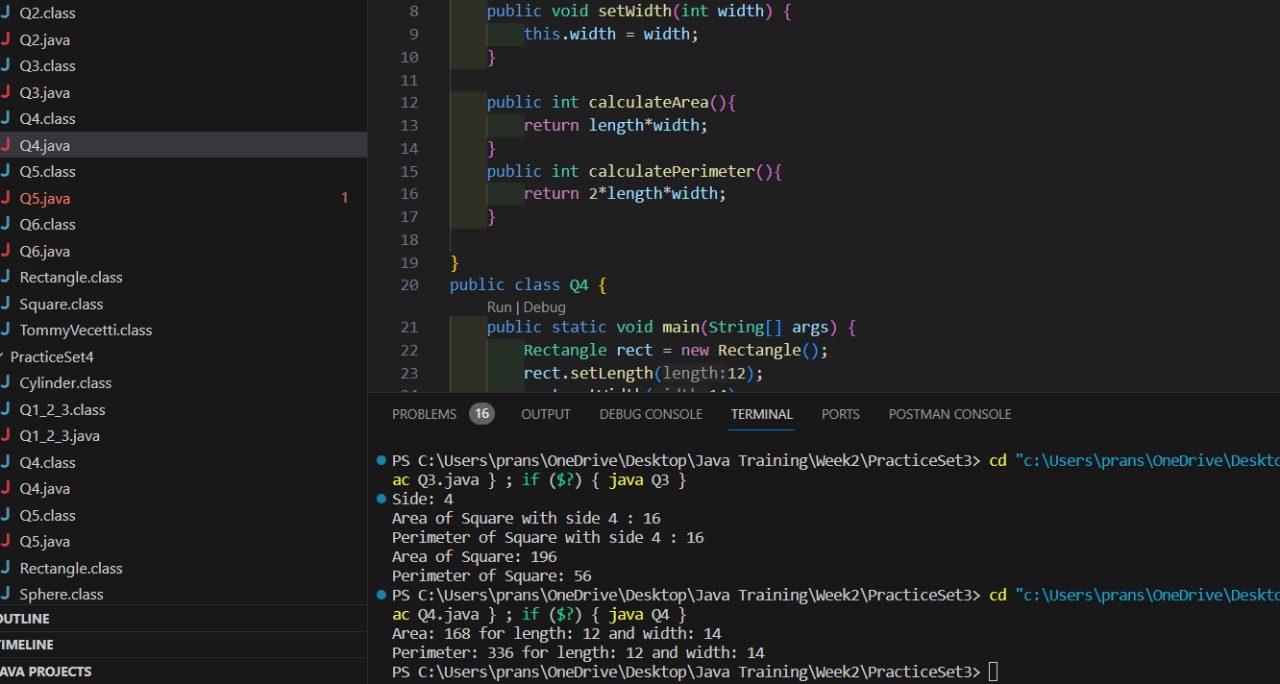 Q2.class
Q2.java
Q3.class
Q3.java
Q4.class
Q4.java
Q5.class
Q5.java 1
Q6.class
Q6.java
Rectangle.class
Square.class
TommyVecetti.class
PracticeSet4
Cylinder.class
Q1_2_3.class
Q1_2_3.java
Q4.class
Q4.java
Q5.class
Q5.java
Rectangle.class
Sphere.class
OUTLINE
TIMELINE
JAVA PROJECTS
8 public void setWidth(int width) {
9 this.width = width;
10 }
11
12 public int calculateArea(){
13 return length*width;
14 }
15 public int calculatePerimeter(){
16 return 2*length*width;
17 }
18
19 }
20 public class Q4 {
Run | Debug
21 public static void main(String[] args) {
22 Rectangle rect = new Rectangle();
23 rect.setLength(length:12);
PROBLEMS 16 OUTPUT DEBUG CONSOLE TERMINAL PORTS POSTMAN CONSOLE
PS C:\Users\prans\OneDrive\Desktop\Java Training\Week2\PracticeSet3> cd "c:\Users\prans\OneDrive\Deskto
ac Q3.java } ; if ($?) { java Q3 }
Side: 4
Area of Square with side 4 : 16
Perimeter of Square with side 4 : 16
Area of Square: 196
Perimeter of Square: 56
PS C:\Users\prans\OneDrive\Desktop\Java Training\Week2\PracticeSet3> cd "c:\Users\prans\OneDrive\Deskto
ac Q4.java } ; if ($?) { java Q4 }
Area: 168 for length: 12 and width: 14
Perimeter: 336 for length: 12 and width: 14
PS C:\Users\prans\OneDrive\Desktop\Java Training\Week2\PracticeSet3>